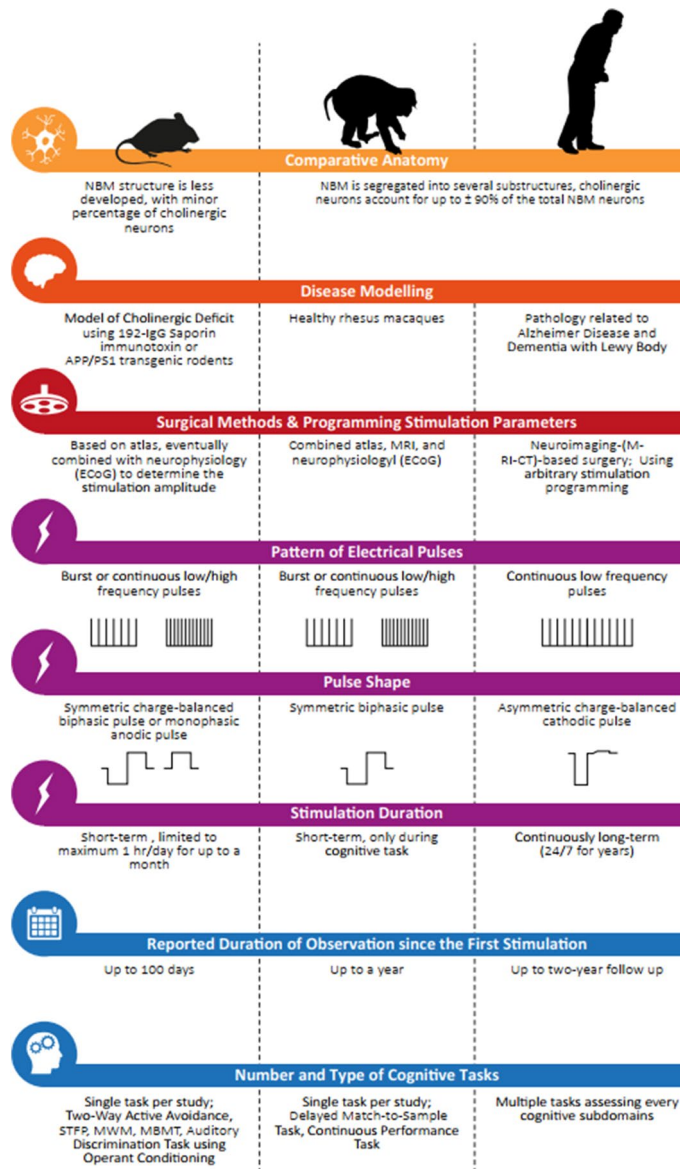 Comparative Anatomy
NBM structure is less
developed, with minor
percentage of cholinergic
neurons
NBM is segregated into several substructures, cholinergic
neurons account for up to ± 90% of the total NBM neurons
Disease Modelling
Model of Cholinergic Deficit
using 192-IgG Saporin
immunotoxin or
APP/PS1 transgenic rodents
Healthy rhesus macaques
Pathology related to
Alzheimer Disease and
Dementia with Lewy Body
Surgical Methods & Programming Stimulation Parameters
Based on atlas, eventually
combined with neurophysiology
(ECoG) to determine the
stimulation amplitude
Combined atlas, MRI, and
neurophysiologyl (ECoG)
Neuroimaging-(M-
RI-CT)-based surgery; Using
arbitrary stimulation
programming
Pattern of Electrical Pulses
Burst or continuous low/high
frequency pulses
Burst or continuous low/high
frequency pulses
Continuous low frequency
pulses
Pulse Shape
Symmetric charge-balanced
biphasic pulse or monophasic
anodic pulse
Symmetric biphasic pulse
Asymmetric charge-balanced
cathodic pulse
Stimulation Duration
Short-term , limited to
maximum 1 hr/day for up to a
month
Short-term, only during
cognitive task
Continuously long-term
(24/7 for years)
Reported Duration of Observation since the First Stimulation
Up to 100 days
Up to a year
Up to two-year follow up
Number and Type of Cognitive Tasks
Single task per study;
Two-Way Active Avoidance,
STFP, MWM, MBMT, Auditory
Discrimination Task using
Operant Conditioning
Single task per study;
Delayed Match-to-Sample
Task, Continuous Performance
Task
Multiple tasks assessing every
cognitive subdomains